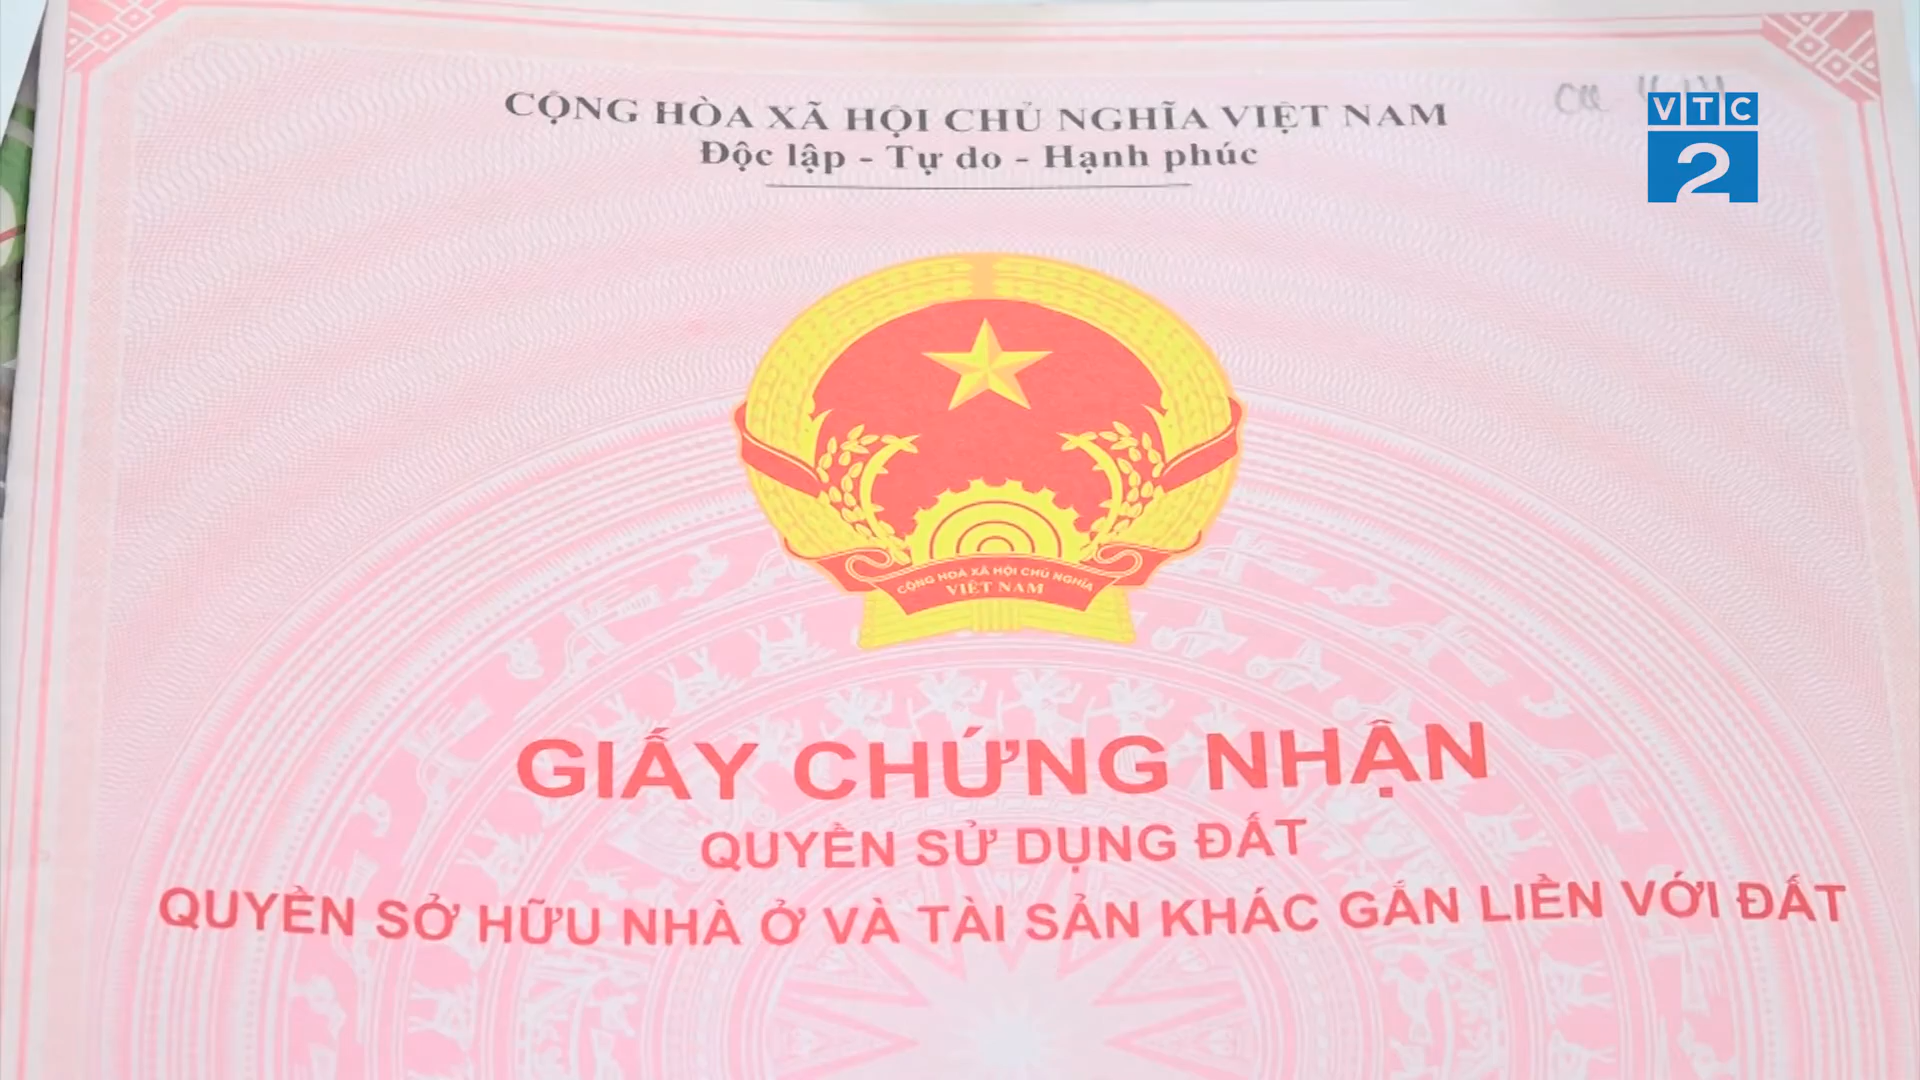 CỘNG HÒA XÃ HỘI CHỦ NGHĨA VIỆT NAM
Độc lập - Tự do - Hạnh phúc
VTC
2
CỘNG HOÀ XÃ HỘI CHỦ NGHĨA
VIỆT NAM
GIẤY CHỨNG NHẬN
QUYỀN SỬ DỤNG ĐẤT
QUYỀN SỞ HỮU NHÀ Ở VÀ TÀI SẢN KHÁC GẮN LIỀN VỚI ĐẤT